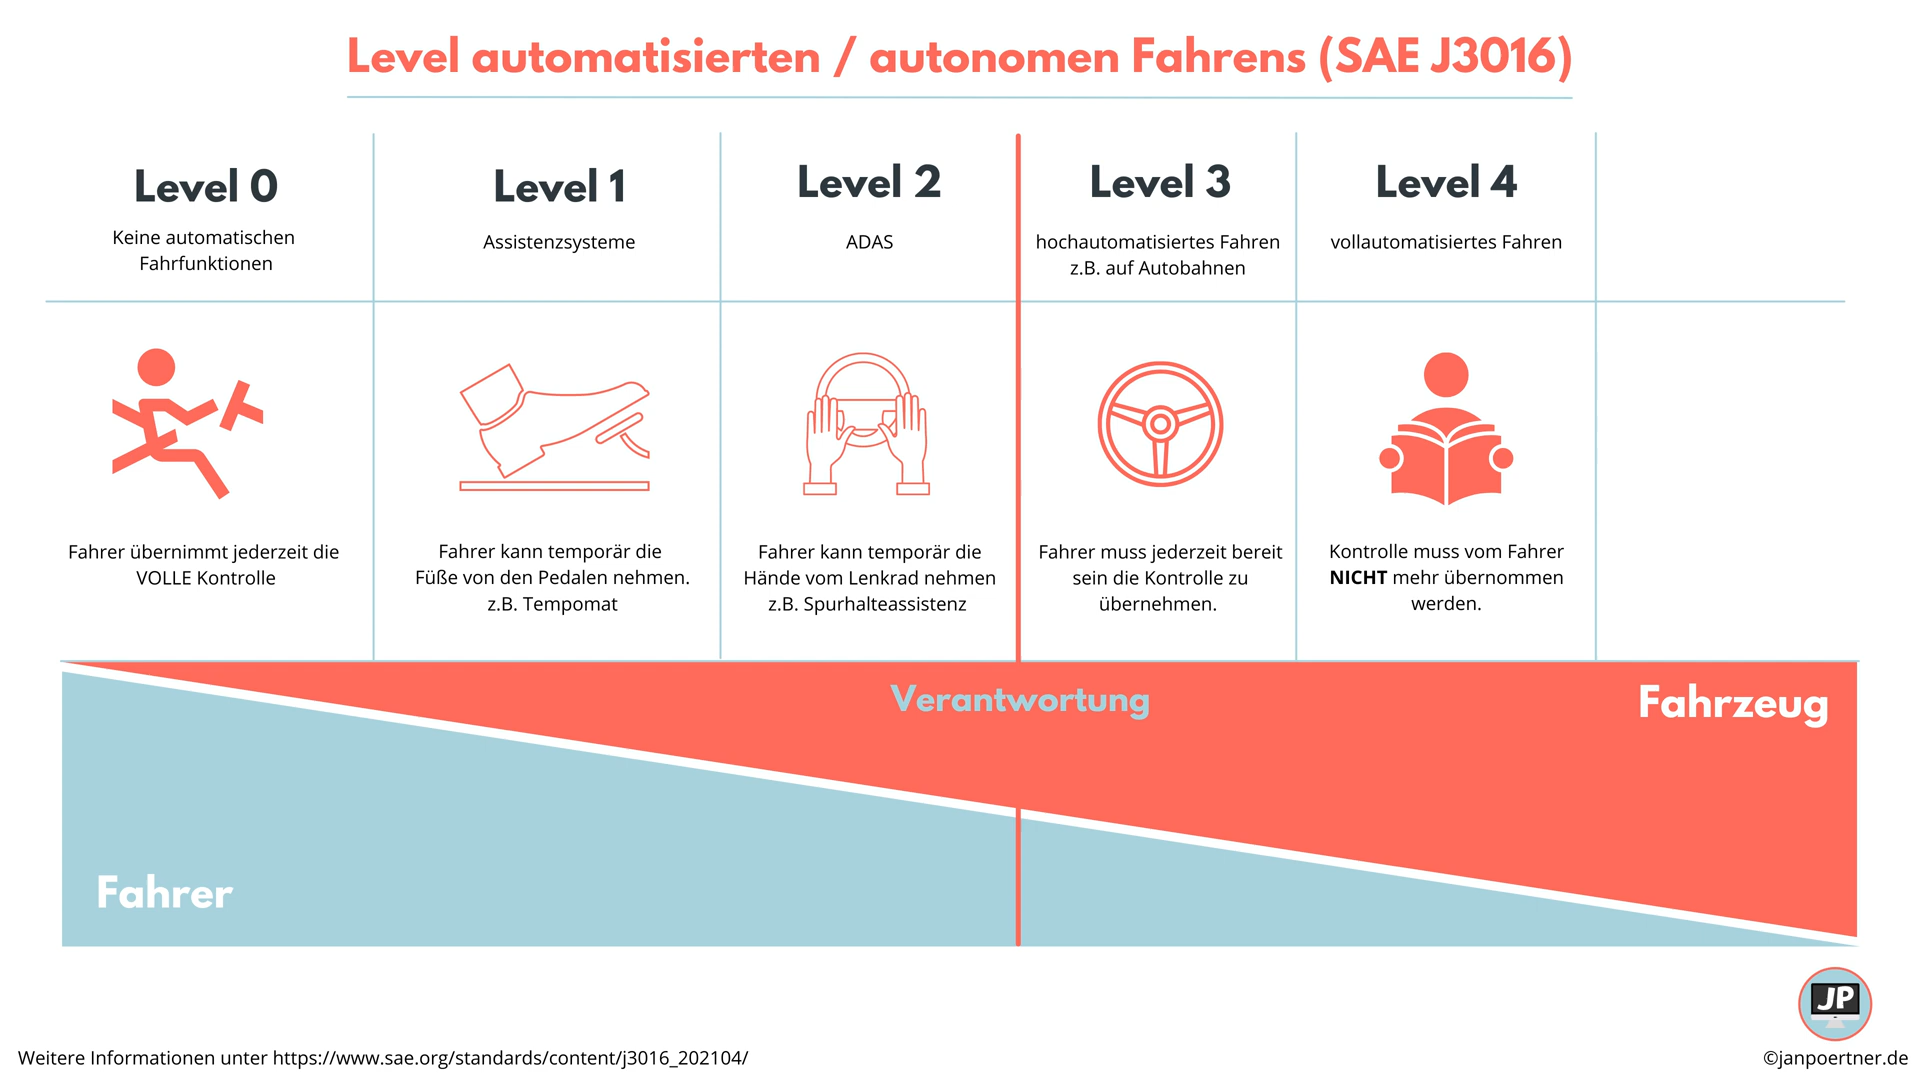 Level automatisierten / autonomen Fahrens (SAE J3016)
Level 0
Keine automatischen
Fahrfunktionen
Fahrer übernimmt jederzeit die
VOLLE Kontrolle
Level 1
Assistenzsysteme
Fahrer kann temporär die
Füße von den Pedalen nehmen.
z.B. Tempomat
Level 2
ADAS
Fahrer kann temporär die
Hände vom Lenkrad nehmen
z.B. Spurhalteassistenz
Level 3
hochautomatisiertes Fahren
z.B. auf Autobahnen
Fahrer muss jederzeit bereit
sein die Kontrolle zu
übernehmen.
Level 4
vollautomatisiertes Fahren
Kontrolle muss vom Fahrer
NICHT mehr übernommen
werden.
Verantwortung
Fahrzeug
Fahrer
JP
Weitere Informationen unter https://www.sae.org/standards/content/j3016_202104/
©janpoertner.de